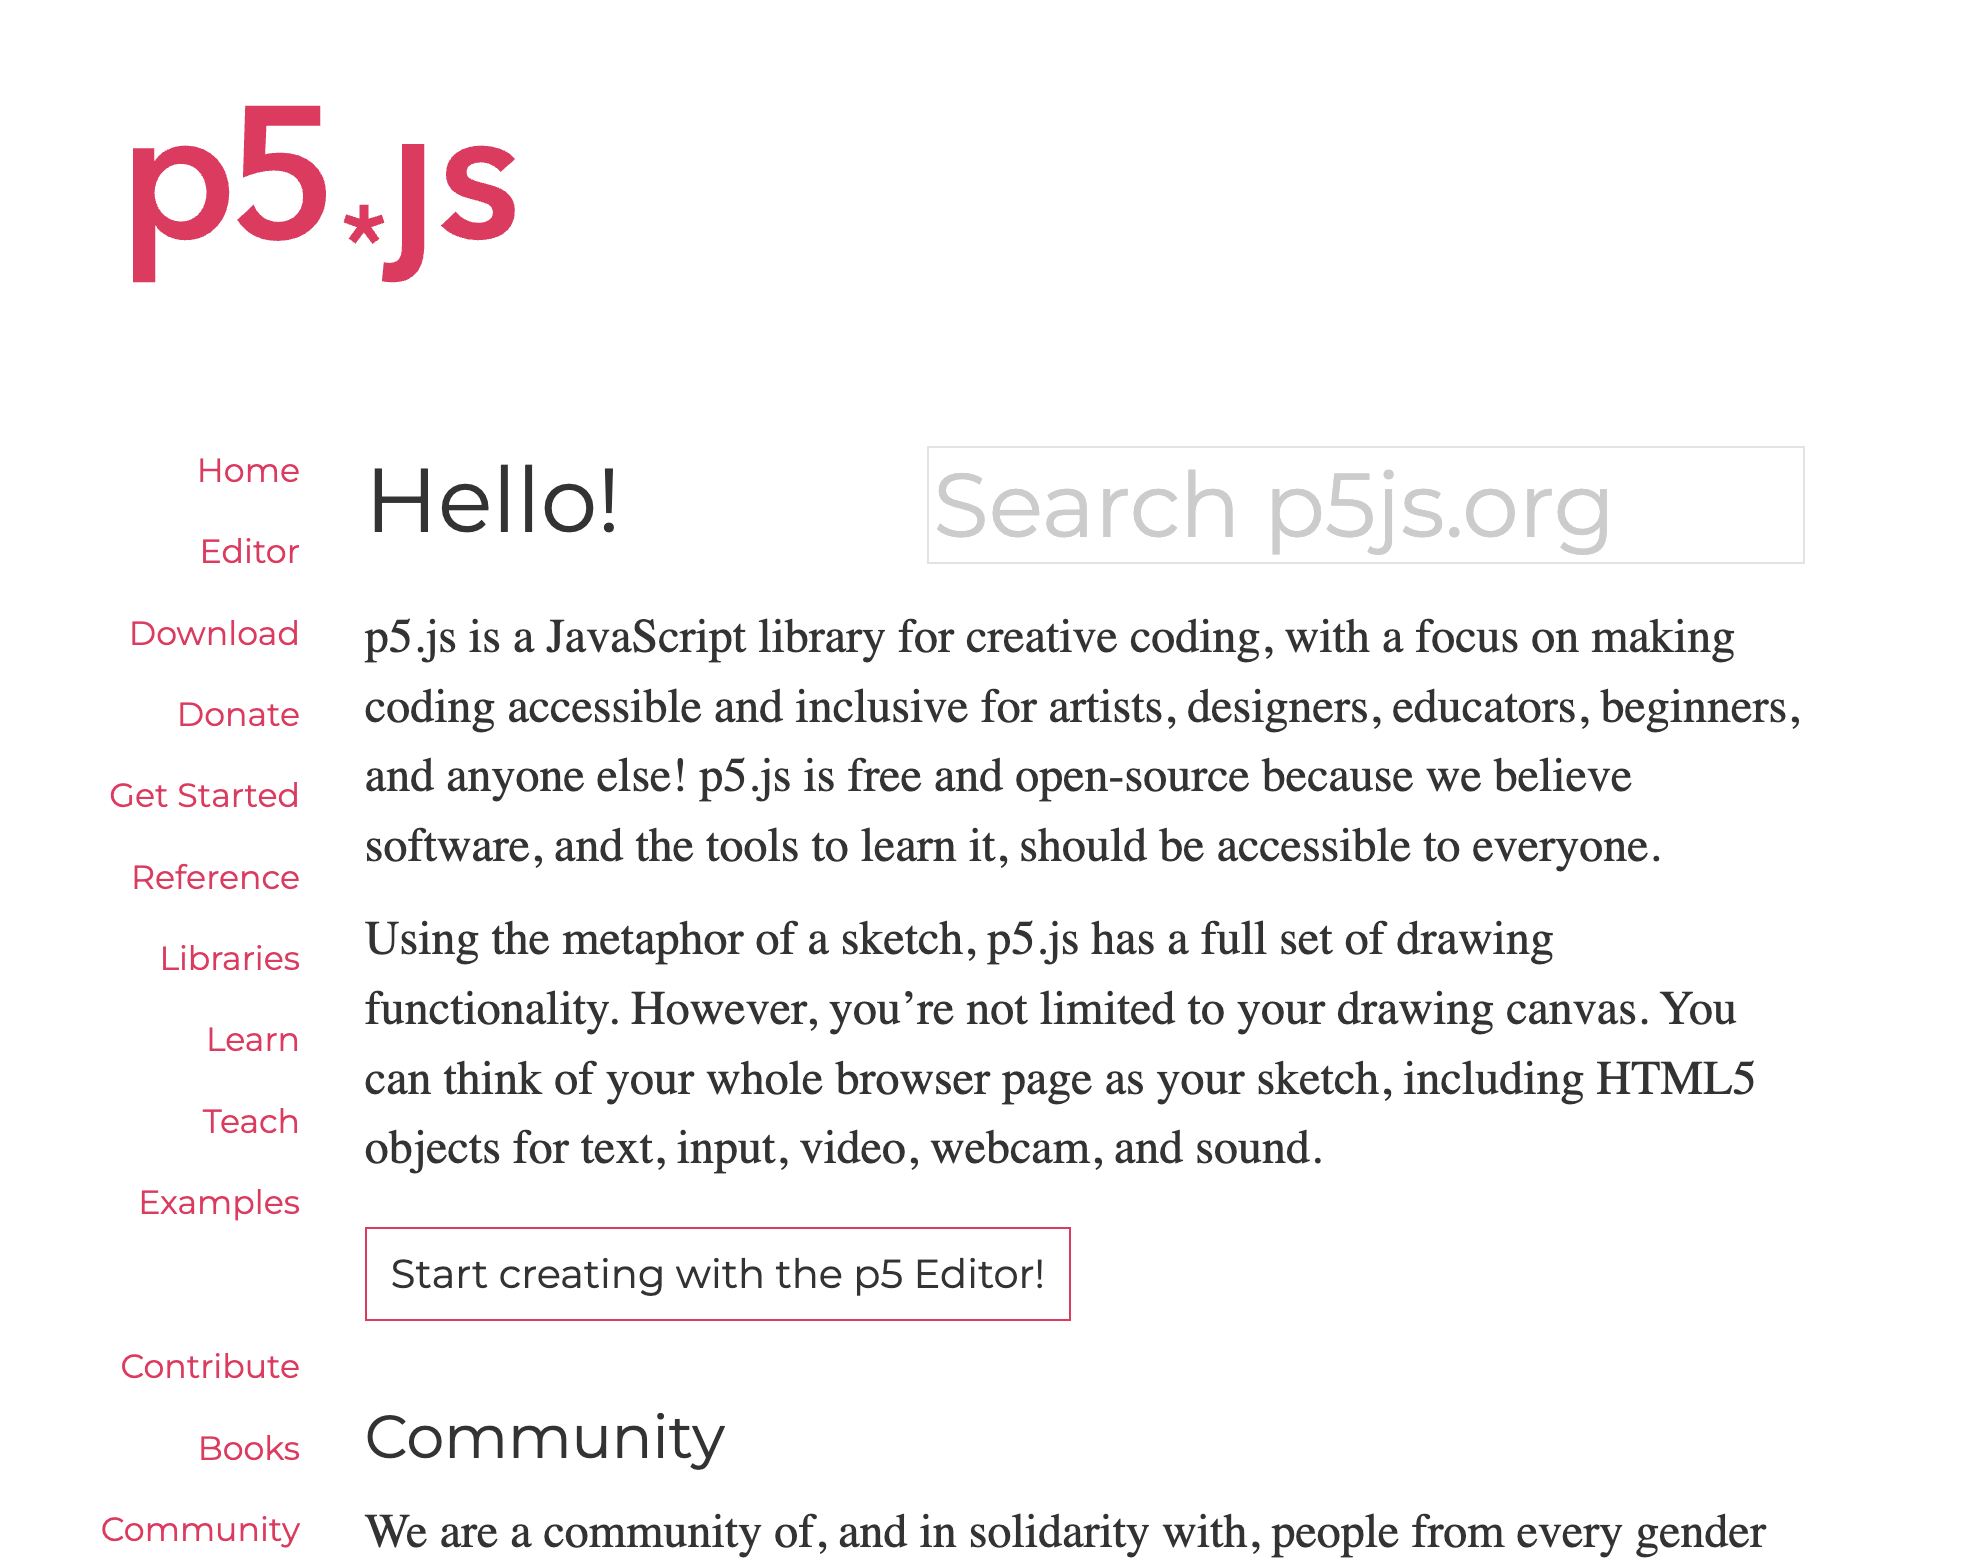 p5*js
Home
Editor
Download
Donate
Get Started
Reference
Libraries
Learn
Teach
Examples
Contribute
Books
Community
Hello!
Search p5js.org
p5.js is a JavaScript library for creative coding, with a focus on making
coding accessible and inclusive for artists, designers, educators, beginners,
and anyone else! p5.js is free and open-source because we believe
software, and the tools to learn it, should be accessible to everyone.
Using the metaphor of a sketch, p5.js has a full set of drawing
functionality. However, you’re not limited to your drawing canvas. You
can think of your whole browser page as your sketch, including HTML5
objects for text, input, video, webcam, and sound.
Start creating with the p5 Editor!
Community
We are a community of, and in solidarity with, people from every gender